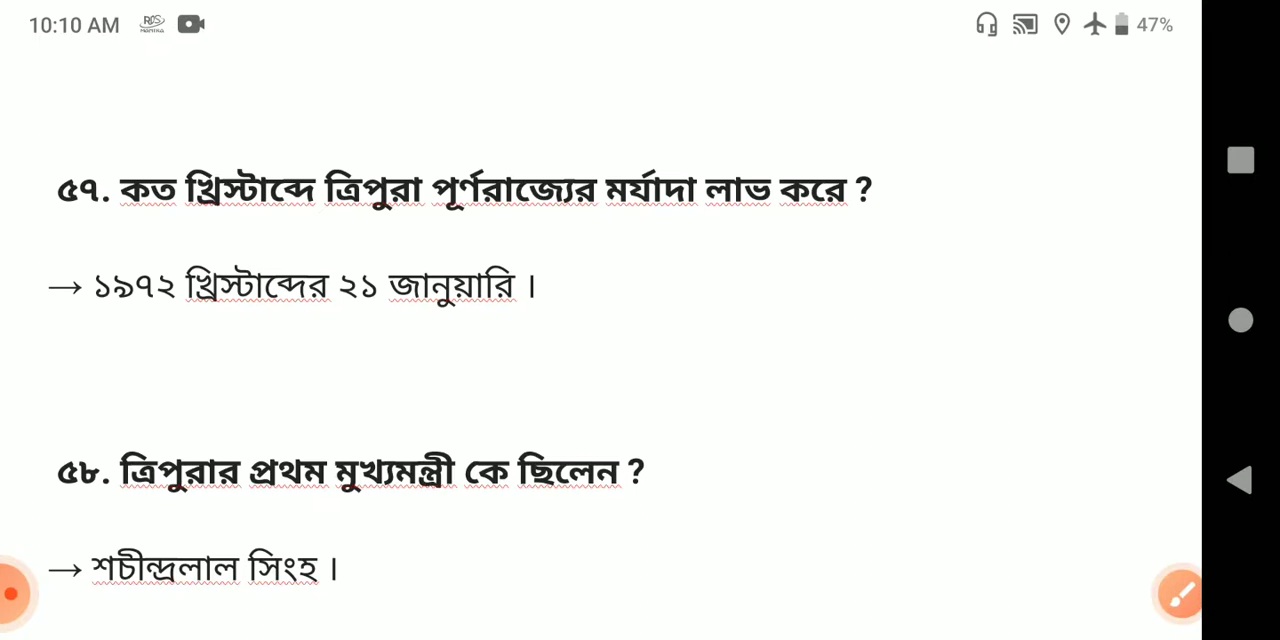 10:10 AM
47%
৫৭. কত খ্রিস্টাব্দে ত্রিপুরা পূর্ণরাজ্যের মর্যাদা লাভ করে ?
→ ১৯৭২ খ্রিস্টাব্দের ২১ জানুয়ারি ।
৫৮. ত্রিপুরার প্রথম মুখ্যমন্ত্রী কে ছিলেন ?
→ শচীন্দ্রলাল সিংহ ।